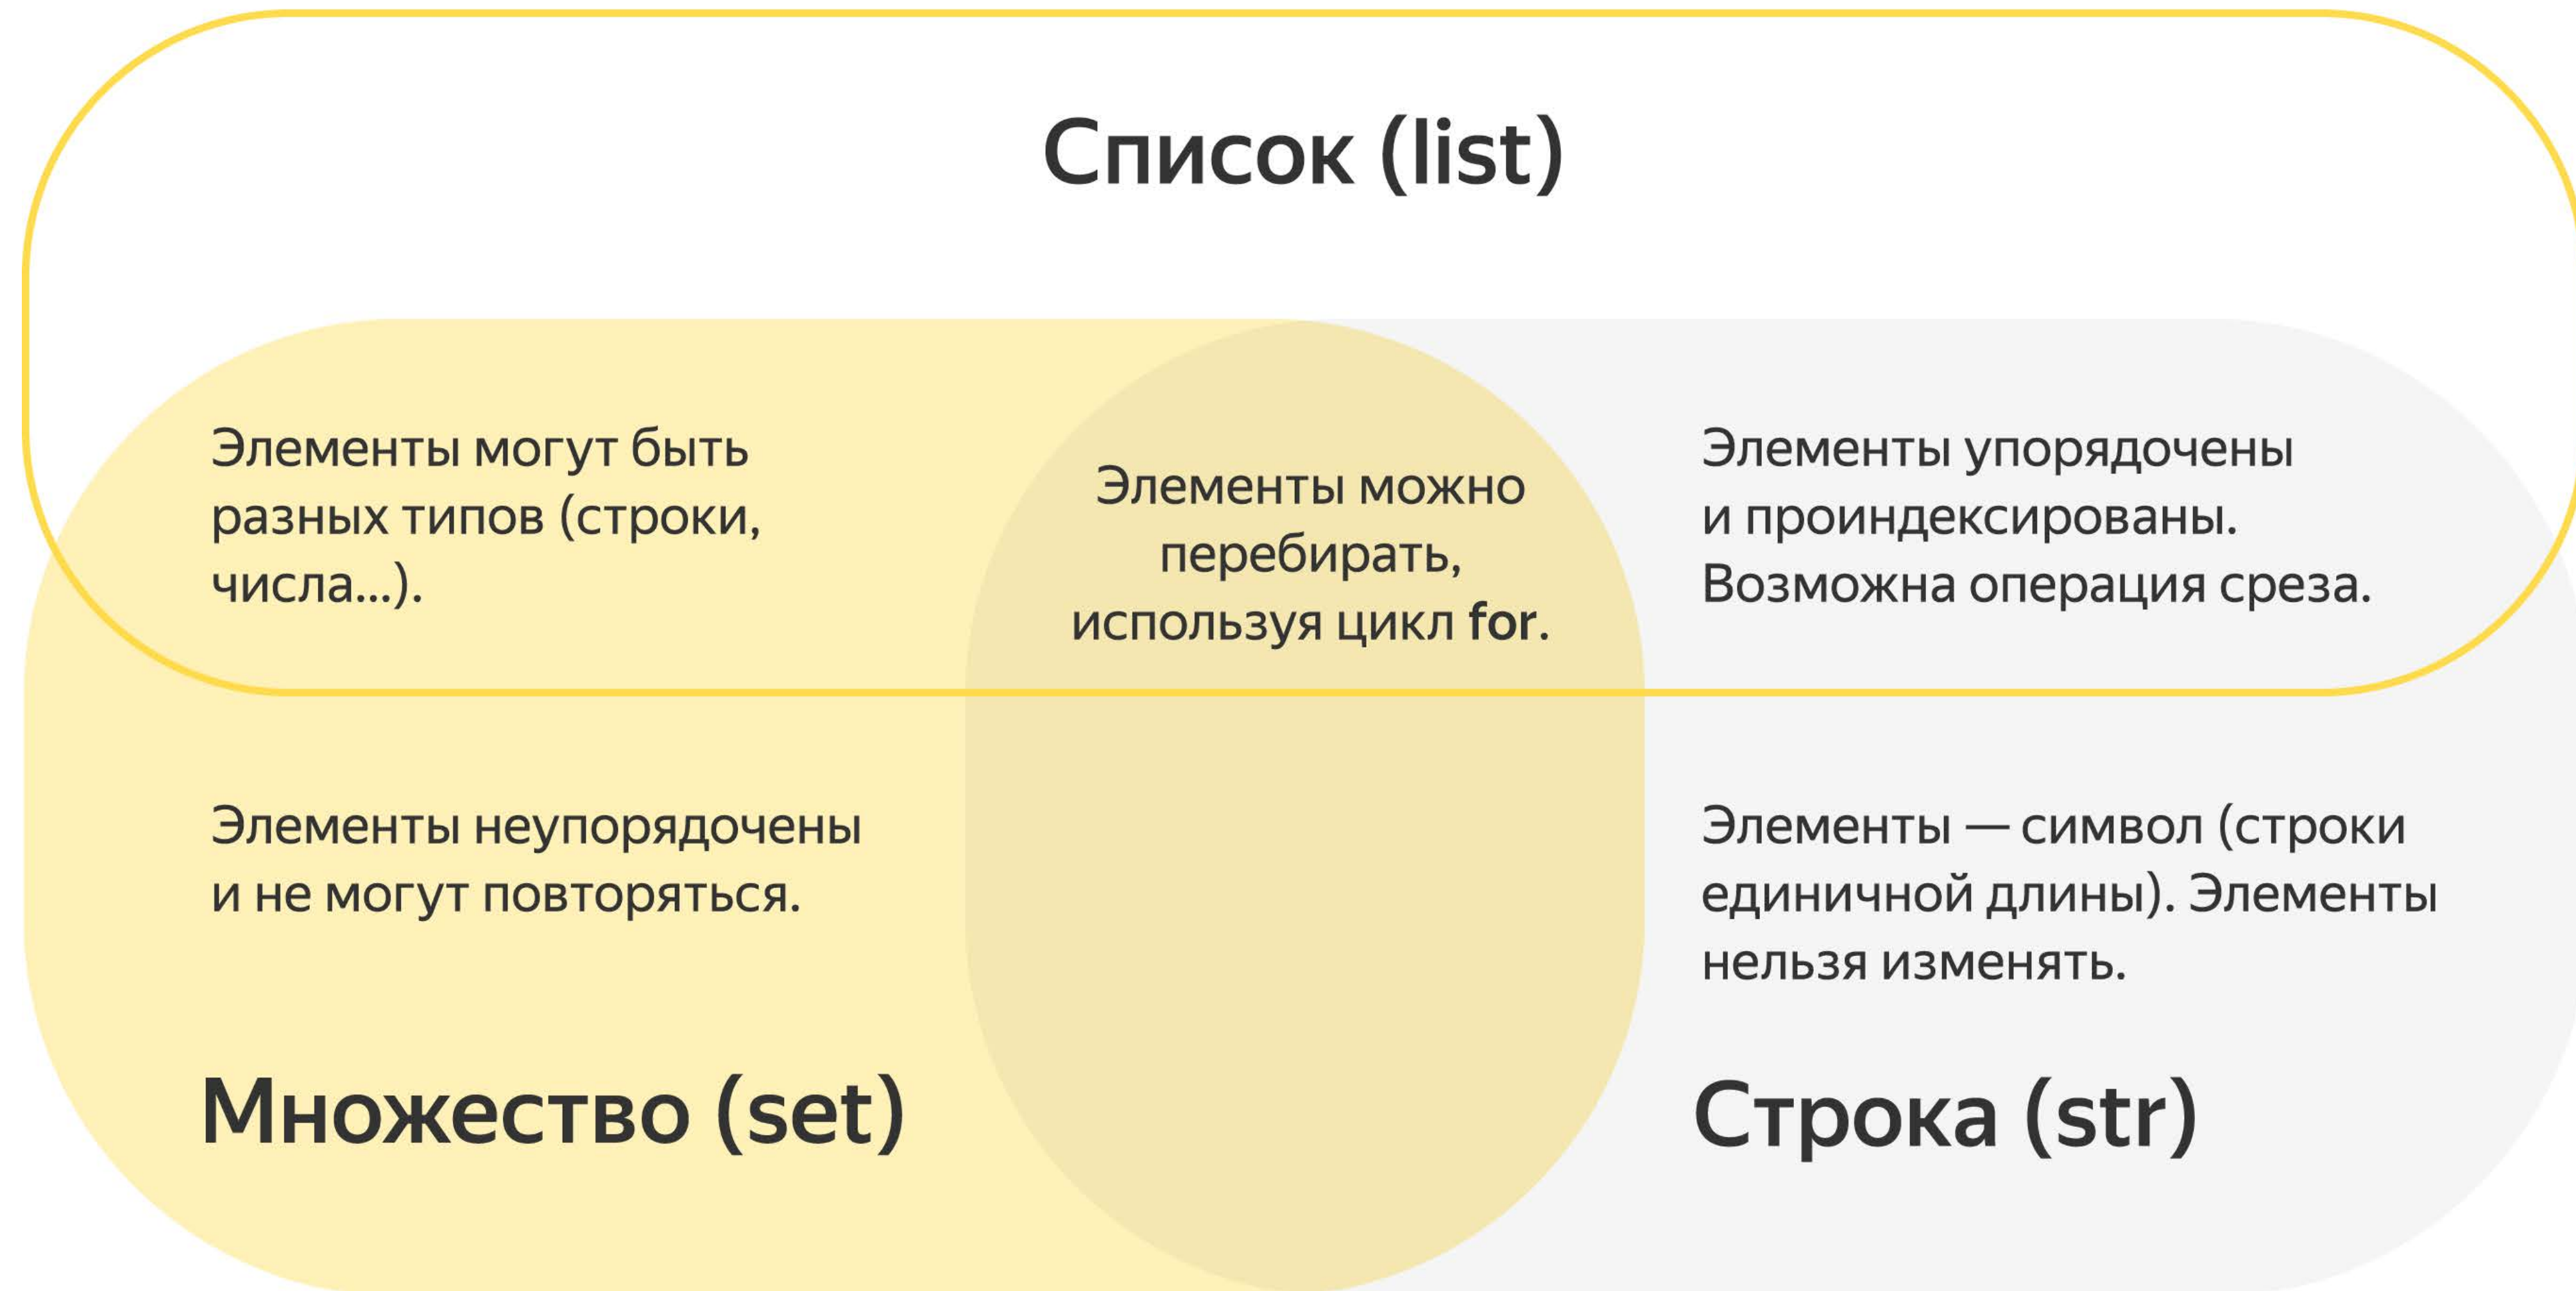 Список (list)
Элементы могут быть
разных типов (строки,
числа...).
Элементы можно
перебирать,
используя цикл for.
Элементы упорядочены
и проиндексированы.
Возможна операция среза.
Элементы неупорядочены
и не могут повторяться.
Элементы — символ (строки
единичной длины). Элементы
нельзя изменять.
Множество (set)
Строка (str)